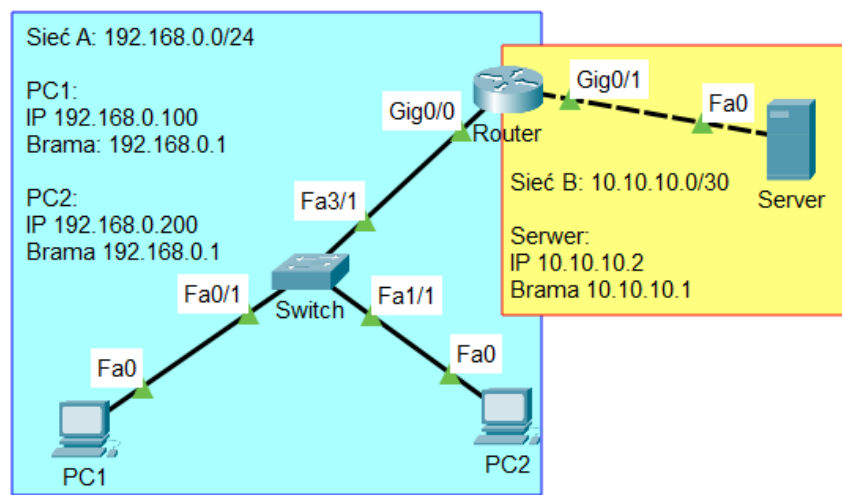 Sieć A: 192.168.0.0/24
PC1:
IP 192.168.0.100
Brama: 192.168.0.1
PC2:
IP 192.168.0.200
Brama 192.168.0.1
Gig0/0
Router
Gig0/1
Fa0
Server
Sieć B: 10.10.10.0/30
Serwer:
IP 10.10.10.2
Brama 10.10.10.1
Fa3/1
Switch
Fa0/1
Fa1/1
Fa0
PC1
Fa0
PC2